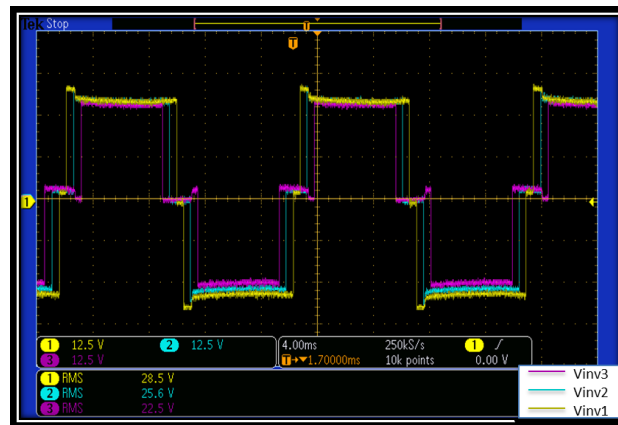 Tek Stop
T
T
1
1 12.5 V 2 12.5 V 4.00ms 250kS/s 1 ʃ
3 12.5 V T→▼1.70000ms 10k points 0.00 V
1 RMS 28.5 V
2 RMS 25.6 V
3 RMS 22.5 V
Vinv3
Vinv2
Vinv1